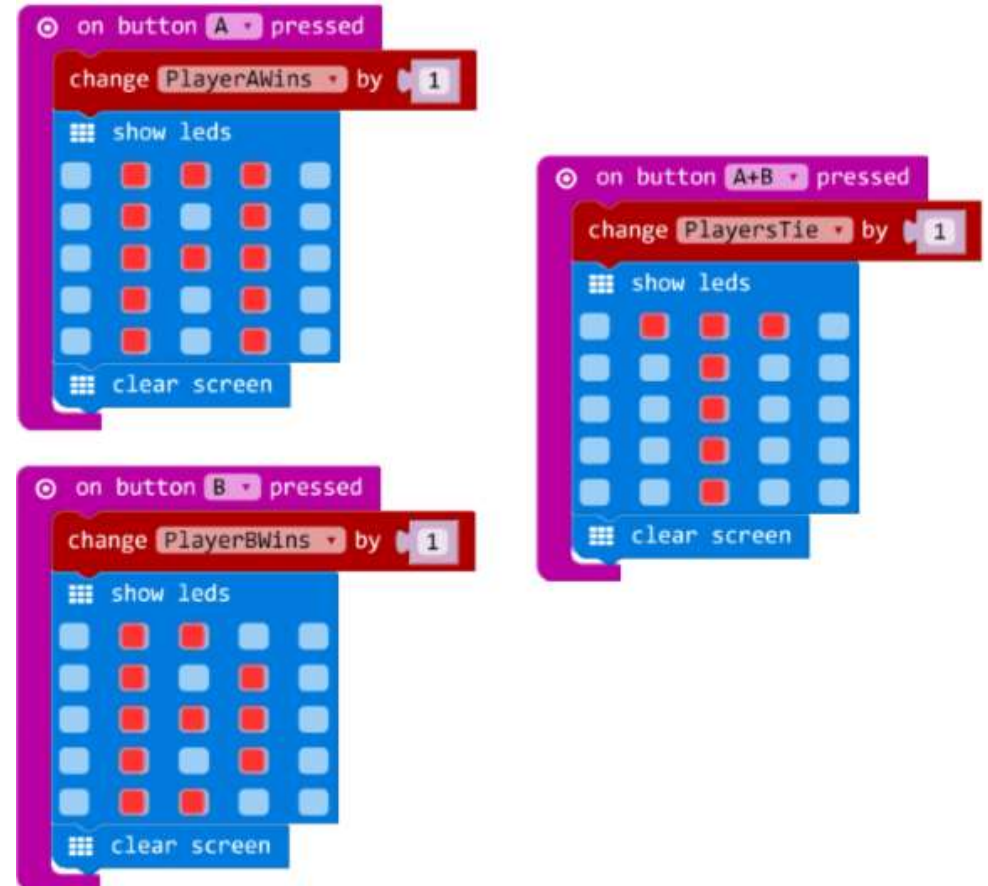 on button A pressed
change PlayerAWins by 1
show leds
clear screen
on button B pressed
change PlayerBWins by 1
show leds
clear screen
on button A+B pressed
change PlayersTie by 1
show leds
clear screen